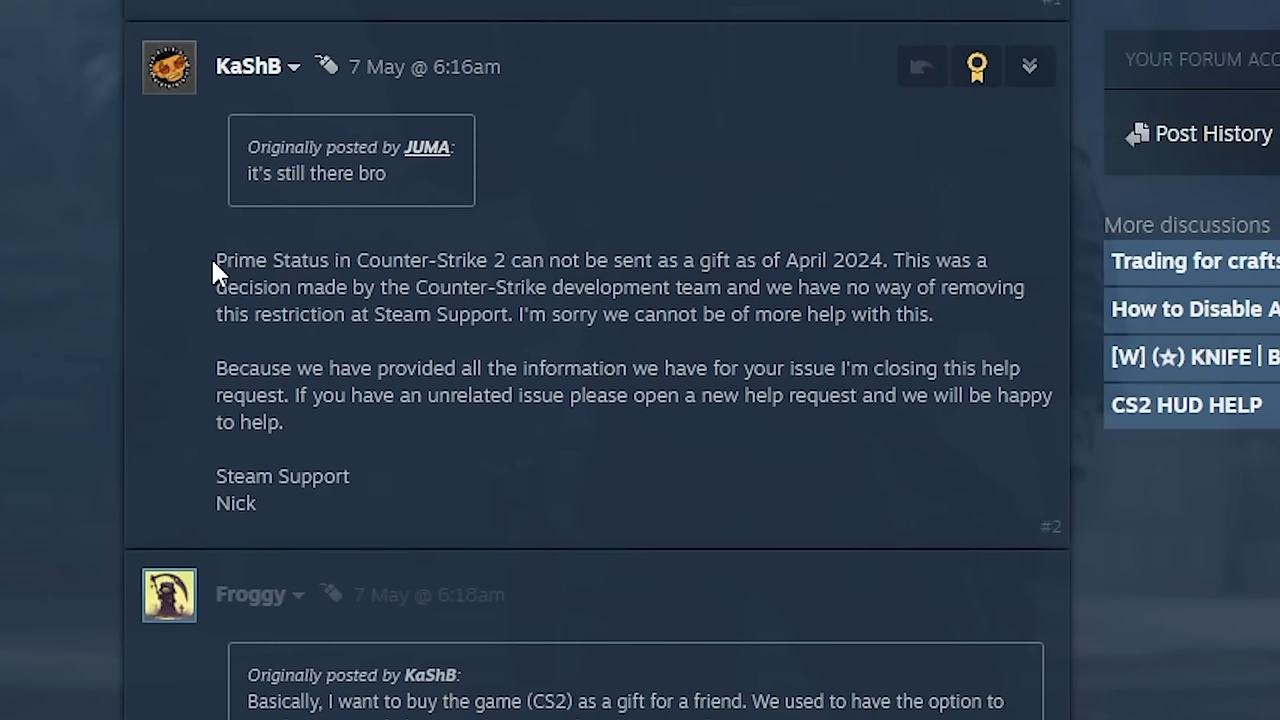 #1
KaShB 7 May @ 6:16am
YOUR FORUM ACC
Originally posted by JUMA:
it's still there bro
Post History
More discussions
Prime Status in Counter-Strike 2 can not be sent as a gift as of April 2024. This was a
decision made by the Counter-Strike development team and we have no way of removing
this restriction at Steam Support. I'm sorry we cannot be of more help with this.
Because we have provided all the information we have for your issue I'm closing this help
request. If you have an unrelated issue please open a new help request and we will be happy
to help.
Steam Support
Nick
#2
Trading for crafts
How to Disable A
[W] (★) KNIFE | B
CS2 HUD HELP
Froggy 7 May @ 6:18am
Originally posted by KaShB:
Basically, I want to buy the game (CS2) as a gift for a friend. We used to have the option to